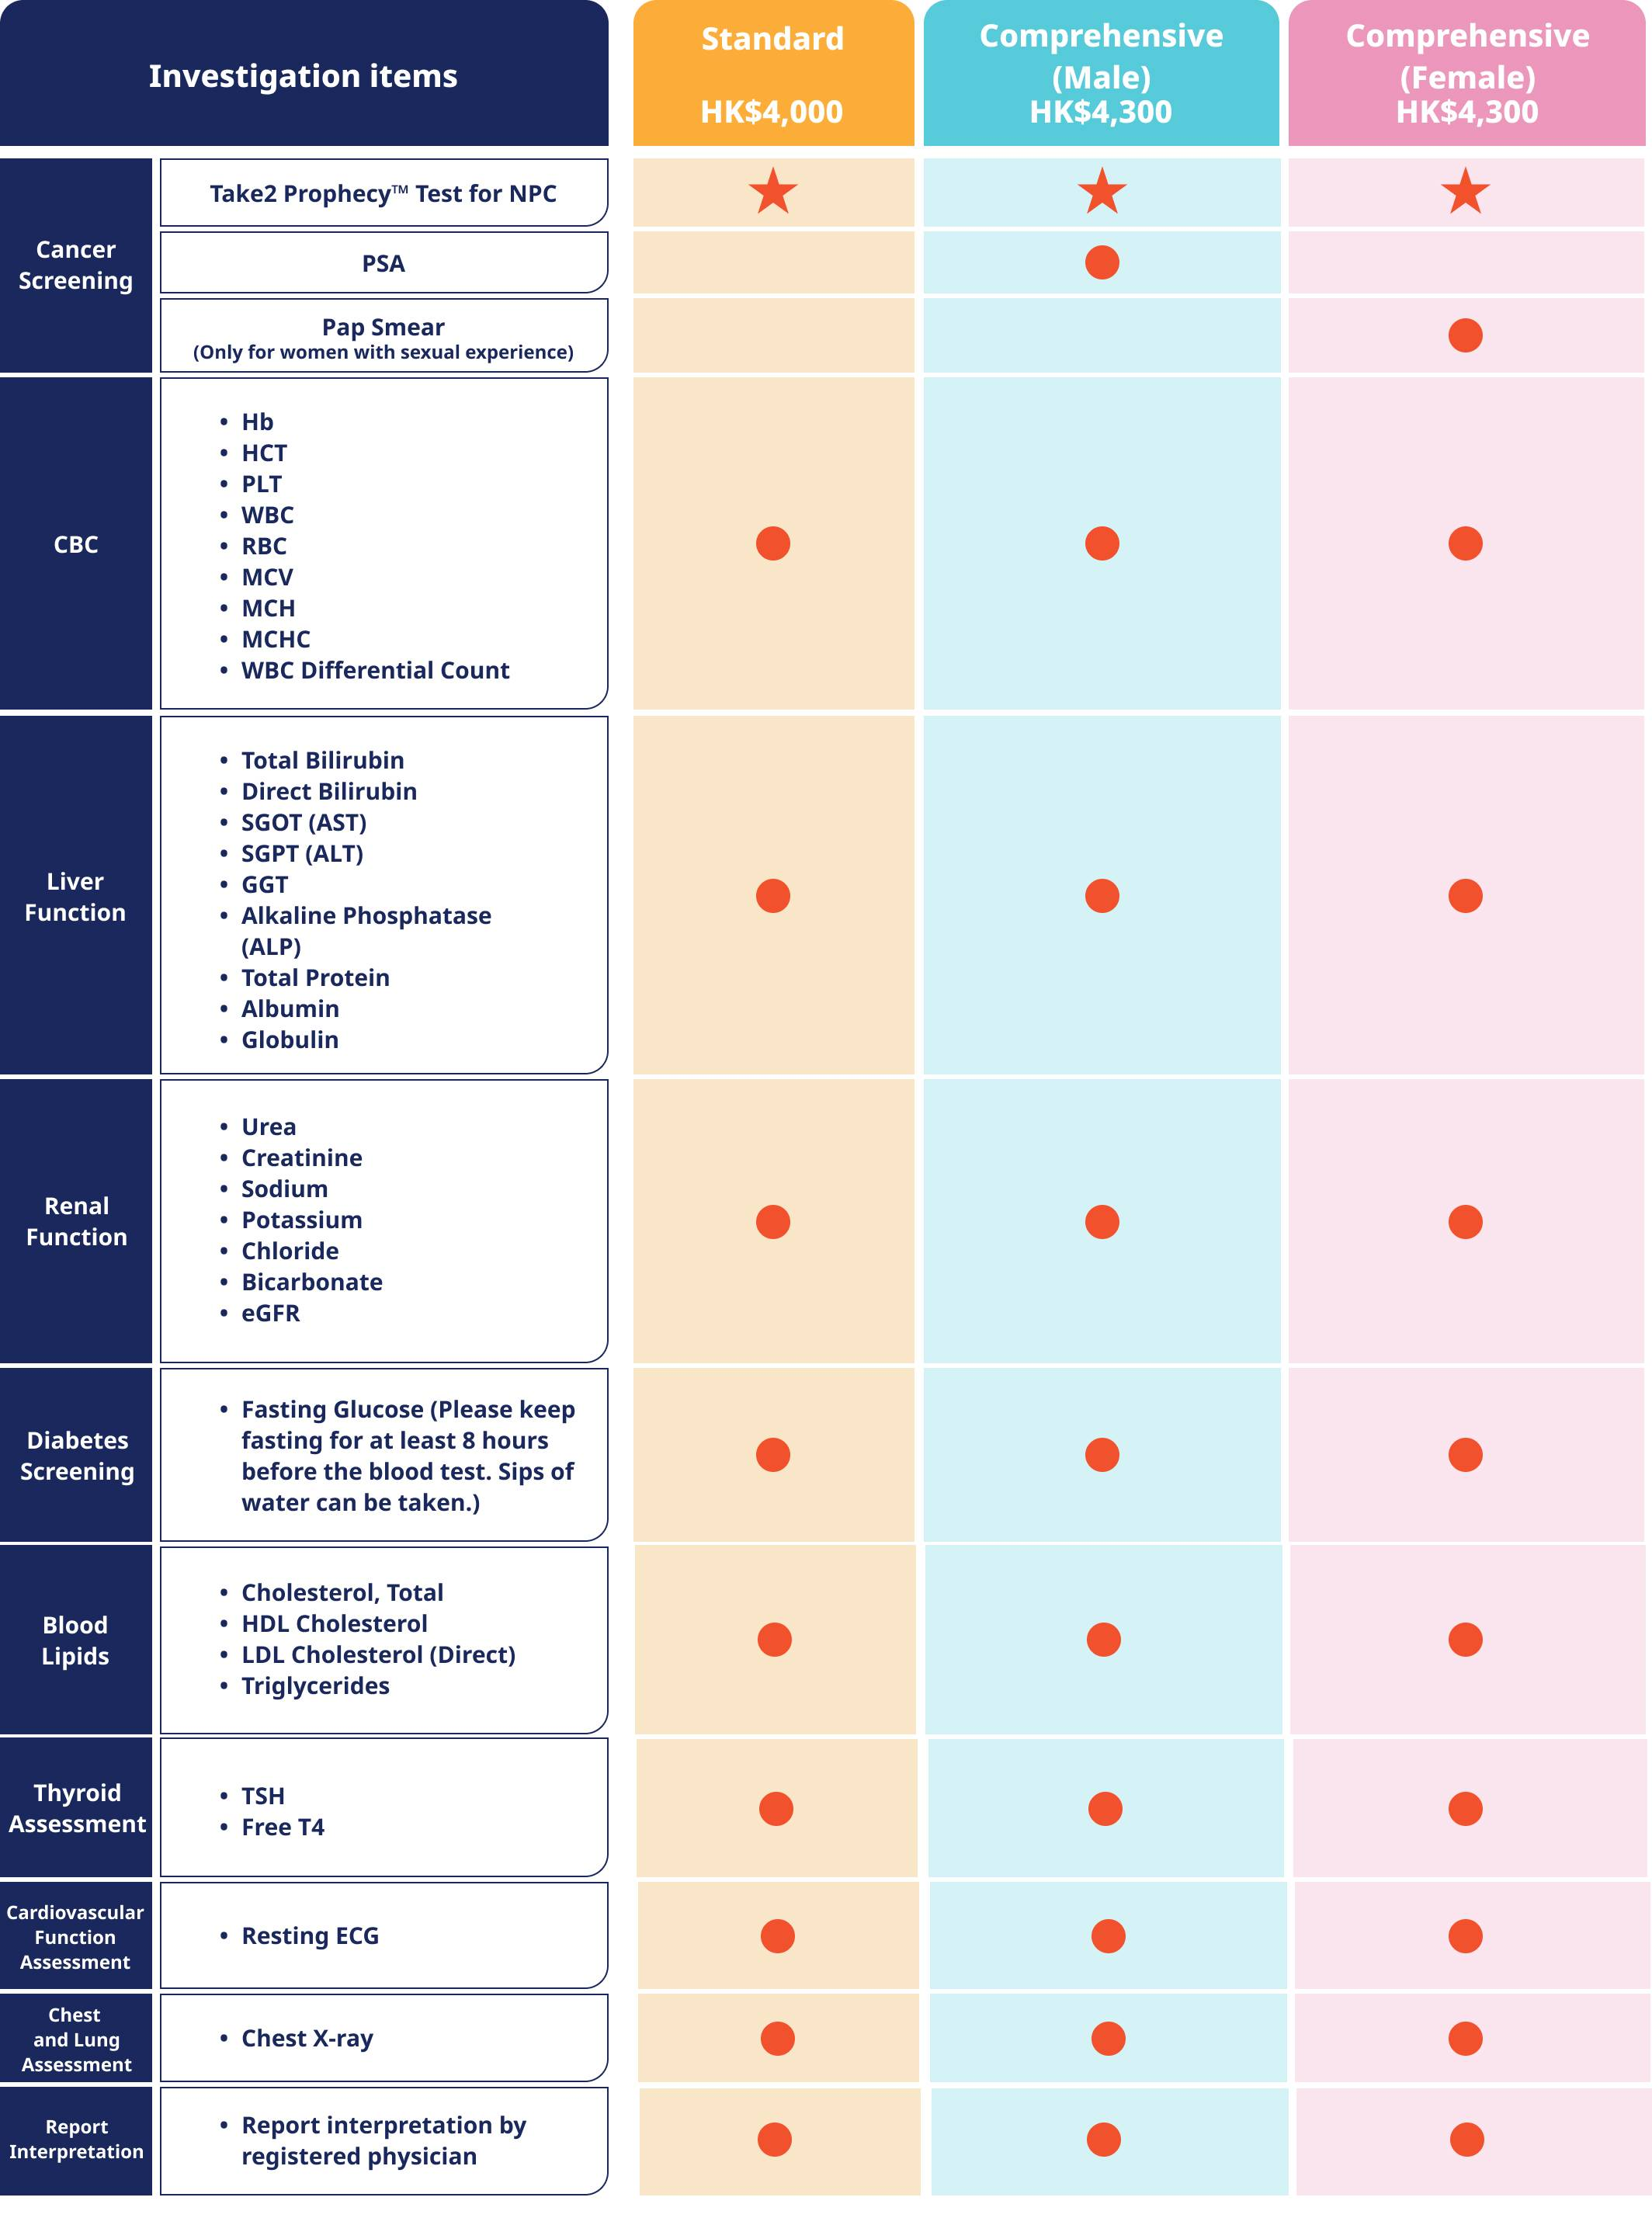 Investigation items
Standard
HK$4,000
Comprehensive
(Male)
HK$4,300
Comprehensive
(Female)
HK$4,300
Cancer
Screening
Take2 Prophecy™ Test for NPC
PSA
Pap Smear
(Only for women with sexual experience)
CBC
• Hb
• HCT
• PLT
• WBC
• RBC
• MCV
• MCH
• MCHC
• WBC Differential Count
Liver
Function
• Total Bilirubin
• Direct Bilirubin
• SGOT (AST)
• SGPT (ALT)
• GGT
• Alkaline Phosphatase
(ALP)
• Total Protein
• Albumin
• Globulin
Renal
Function
• Urea
• Creatinine
• Sodium
• Potassium
• Chloride
• Bicarbonate
• eGFR
Diabetes
Screening
• Fasting Glucose (Please keep
fasting for at least 8 hours
before the blood test. Sips of
water can be taken.)
Blood
Lipids
• Cholesterol, Total
• HDL Cholesterol
• LDL Cholesterol (Direct)
• Triglycerides
Thyroid
Assessment
• TSH
• Free T4
Cardiovascular
Function
Assessment
• Resting ECG
Chest
and Lung
Assessment
• Chest X-ray
Report
Interpretation
• Report interpretation by
registered physician